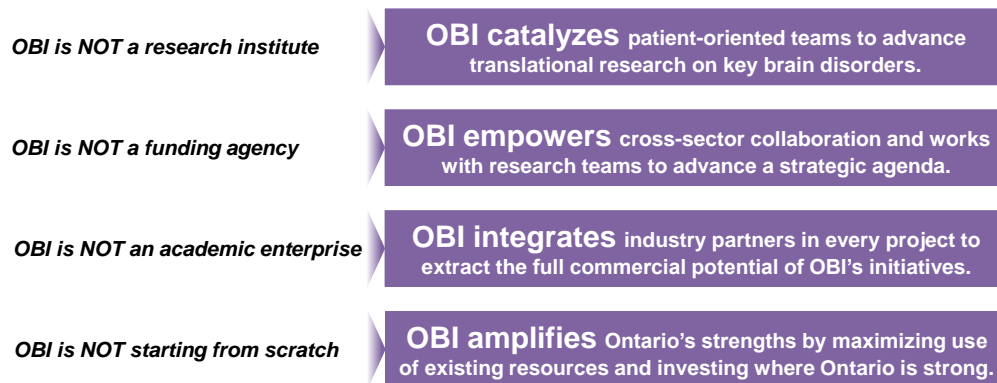 OBI is NOT a research institute
OBI catalyzes patient-oriented teams to advance
translational research on key brain disorders.
OBI is NOT a funding agency
OBI empowers cross-sector collaboration and works
with research teams to advance a strategic agenda.
OBI is NOT an academic enterprise
OBI integrates industry partners in every project to
extract the full commercial potential of OBI's initiatives.
OBI is NOT starting from scratch
OBI amplifies Ontario's strengths by maximizing use
of existing resources and investing where Ontario is strong.